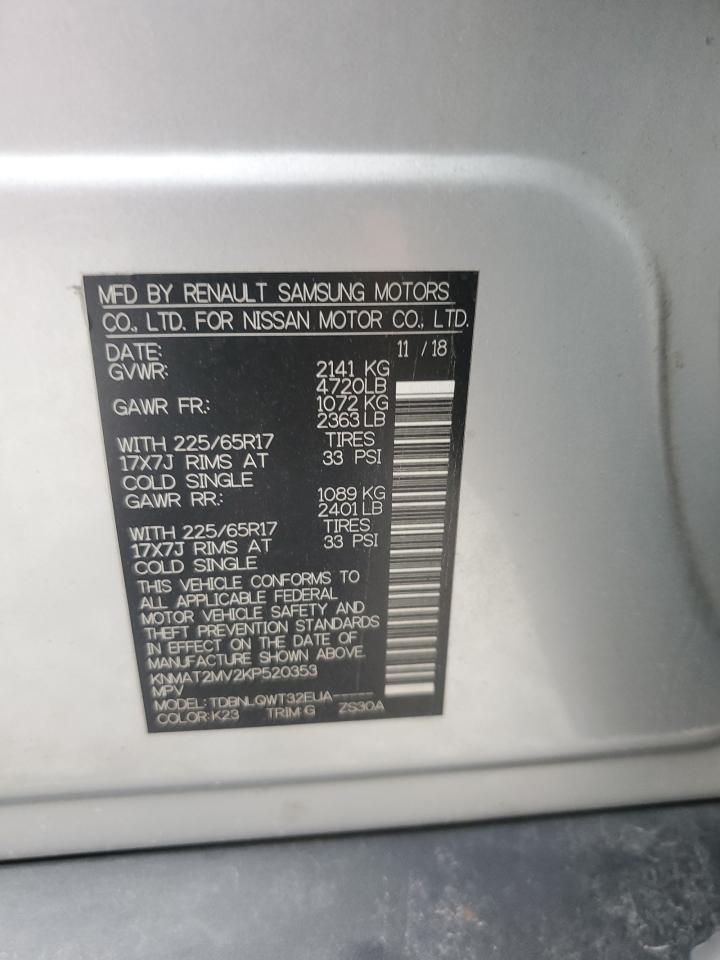 MFD BY RENAULT SAMSUNG MOTORS
CO., LTD. FOR NISSAN MOTOR CO., LTD.
DATE: 11 / 18
GVWR: 2141 KG
4720LB
GAWR FR.: 1072 KG
2363 LB
WITH 225/65R17 TIRES
17X7J RIMS AT 33 PSI
COLD SINGLE
GAWR RR.: 1089 KG
2401 LB
WITH 225/65R17 TIRES
17X7J RIMS AT 33 PSI
COLD SINGLE
THIS VEHICLE CONFORMS TO
ALL APPLICABLE FEDERAL
MOTOR VEHICLE SAFETY AND
THEFT PREVENTION STANDARDS
IN EFFECT ON THE DATE OF
MANUFACTURE SHOWN ABOVE.
KNMAT2MV2KP520353
MPV
MODEL: TDBNLQWT32EUA------
COLOR: K23 TRIM: G ZS30A